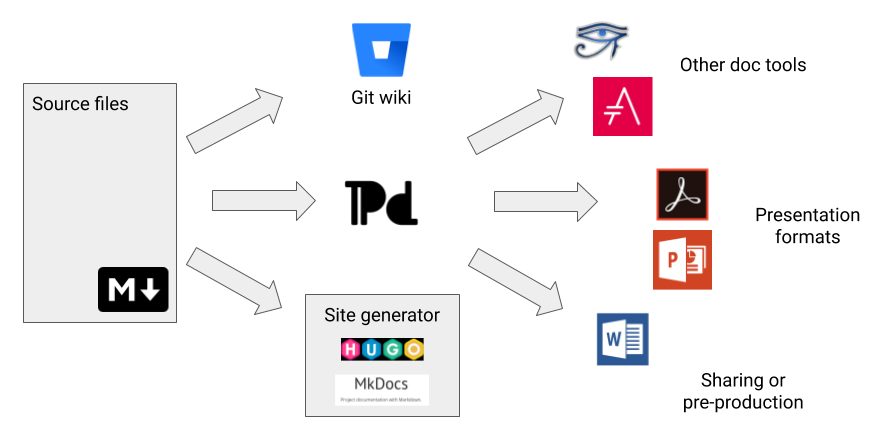 Source files
M
Git wiki
Pd
Site generator
HUGO
MkDocs
Project documentation with Markdown.
Other doc tools
A
Presentation
formats
P
W
Sharing or
pre-production